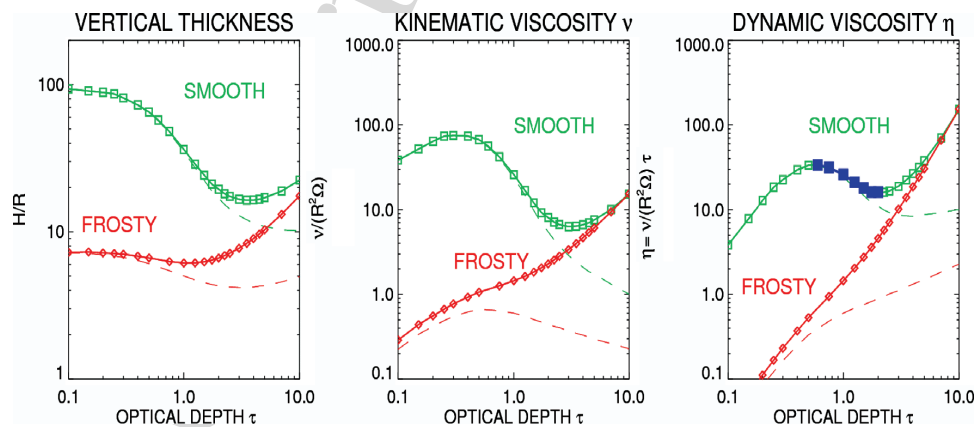 VERTICAL THICKNESS
H/R
100
10
1
SMOOTH
FROSTY
0.1
1.0
10.0
OPTICAL DEPTH τ
KINEMATIC VISCOSITY ν
ν/(R²Ω)
1000.0
100.0
10.0
1.0
0.1
SMOOTH
FROSTY
0.1
1.0
10.0
OPTICAL DEPTH τ
DYNAMIC VISCOSITY η
η= ν/(R²Ω) τ
1000.0
100.0
10.0
1.0
0.1
SMOOTH
FROSTY
0.1
1.0
10.0
OPTICAL DEPTH τ